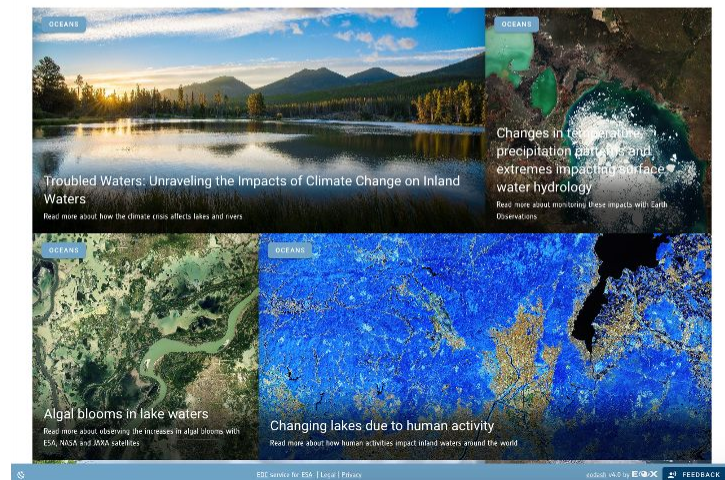 OCEANS
Troubled Waters: Unraveling the Impacts of Climate Change on Inland
Waters
Read more about how the climate crisis affects lakes and rivers
OCEANS
Changes in temperature,
precipitation patterns and
extremes impacting surface
water hydrology
Read more about monitoring these impacts with Earth
Observations
OCEANS
Algal blooms in lake waters
Read more about observing the increases in algal blooms with
ESA, NASA and JAXA satellites
OCEANS
Changing lakes due to human activity
Read more about how human activities impact inland waters around the world
EOC service for ESA | Legal | Privacy
eodash v4.0 by EOX
FEEDBACK